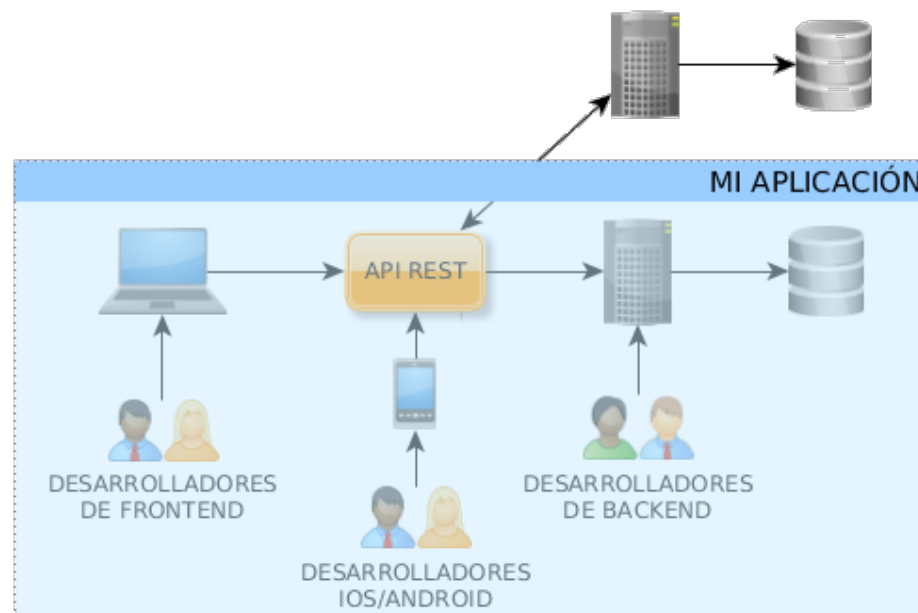 MI APLICACIÓN
API REST
DESARROLLADORES
DE FRONTEND
DESARROLLADORES
DE BACKEND
DESARROLLADORES
IOS/ANDROID